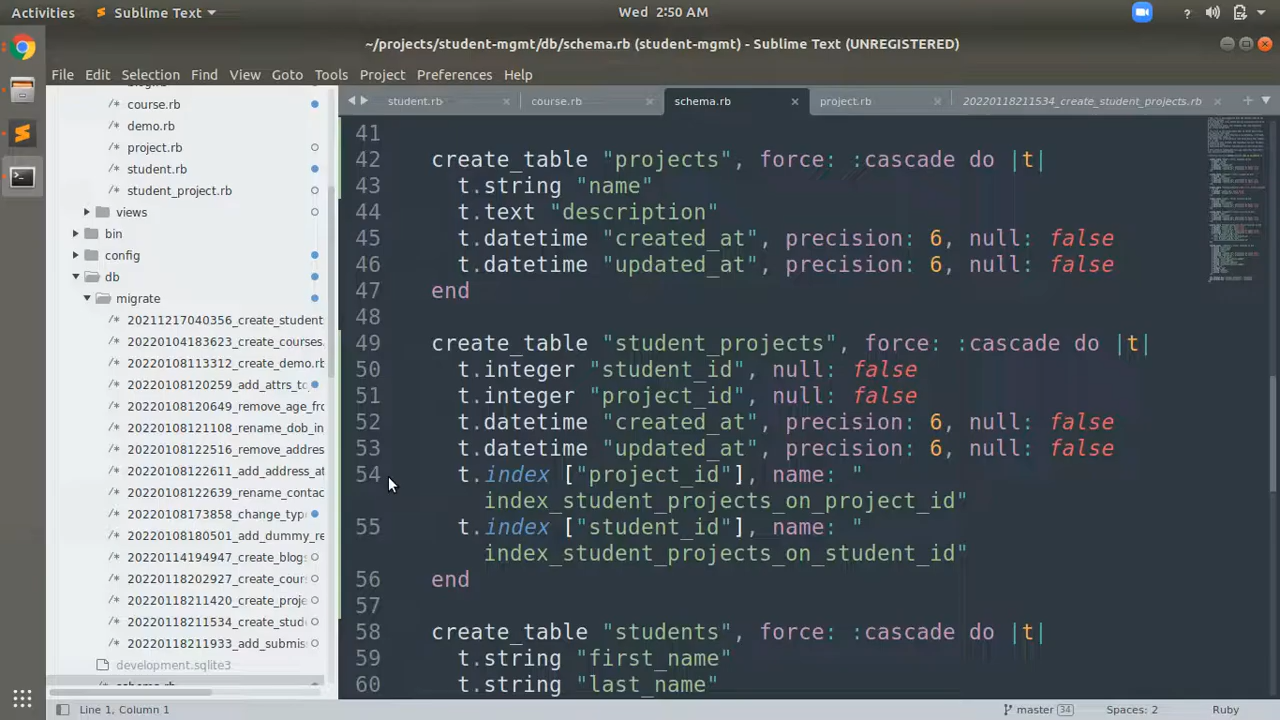 Activities Sublime Text Wed 2:50 AM ?
~/projects/student-mgmt/db/schema.rb (student-mgmt) - Sublime Text (UNREGISTERED)
File Edit Selection Find View Goto Tools Project Preferences Help
student.rb × course.rb × schema.rb × project.rb × 20220118211534_create_student_projects.rb ×
/* course.rb
/* demo.rb
/* project.rb
/* student.rb
/* student_project.rb
views
bin
config
db
migrate
/* 20211217040356_create_student
/* 20220104183623_create_courses.
/* 20220108113312_create_demo.rb
/* 20220108120259_add_attrs_to
/* 20220108120649_remove_age_fro
/* 20220108121108_rename_dob_in
/* 20220108122516_remove_addres
/* 20220108122611_add_address_at
/* 20220108122639_rename_contac
/* 20220108173858_change_typ
/* 20220108180501_add_dummy_re
/* 20220114194947_create_blogs
/* 20220118202927_create_cour
/* 20220118211420_create_proje
/* 20220118211534_create_stud
/* 20220118211933_add_submis
development.sqlite3
schema.rb
41
42 create_table "projects", force: :cascade do |t|
43 t.string "name"
44 t.text "description"
45 t.datetime "created_at", precision: 6, null: false
46 t.datetime "updated_at", precision: 6, null: false
47 end
48
49 create_table "student_projects", force: :cascade do |t|
50 t.integer "student_id", null: false
51 t.integer "project_id", null: false
52 t.datetime "created_at", precision: 6, null: false
53 t.datetime "updated_at", precision: 6, null: false
54 t.index ["project_id"], name: "
index_student_projects_on_project_id"
55 t.index ["student_id"], name: "
index_student_projects_on_student_id"
56 end
57
58 create_table "students", force: :cascade do |t|
59 t.string "first_name"
60 t.string "last_name"
Line 1, Column 1 master 34 Spaces: 2 Ruby